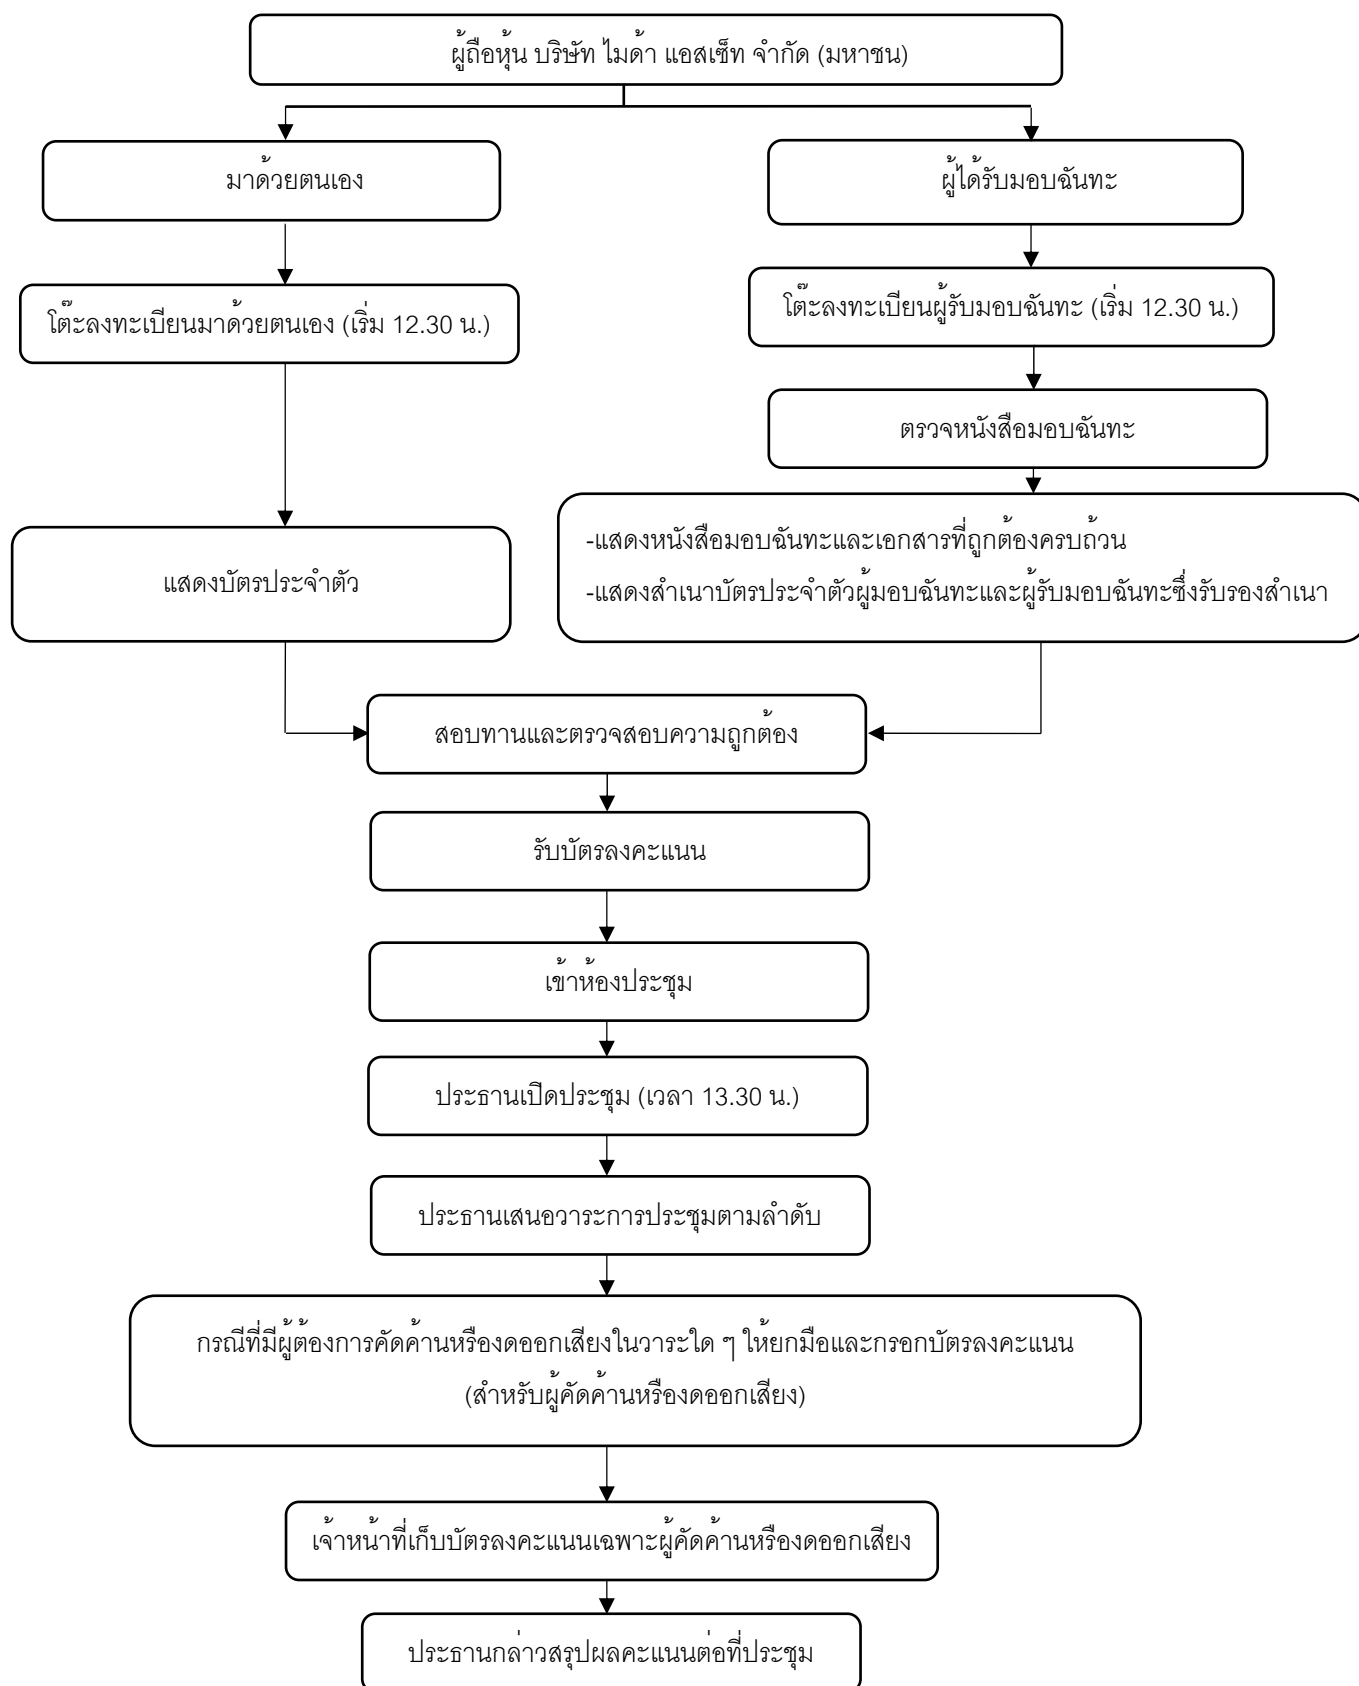 ผู้ถือหุ้น บริษัท ไมด้า แอสเซ็ท จำกัด (มหาชน)
มาด้วยตนเอง
ผู้ได้รับมอบฉันทะ
โต๊ะลงทะเบียนมาด้วยตนเอง (เริ่ม 12.30 น.)
โต๊ะลงทะเบียนผู้รับมอบฉันทะ (เริ่ม 12.30 น.)
ตรวจหนังสือมอบฉันทะ
แสดงบัตรประจำตัว
-แสดงหนังสือมอบฉันทะและเอกสารที่ถูกต้องครบถ้วน
-แสดงสำเนาบัตรประจำตัวผู้มอบฉันทะและผู้รับมอบฉันทะซึ่งรับรองสำเนา
สอบทานและตรวจสอบความถูกต้อง
รับบัตรลงคะแนน
เข้าห้องประชุม
ประธานเปิดประชุม (เวลา 13.30 น.)
ประธานเสนอวาระการประชุมตามลำดับ
กรณีที่มีผู้ต้องการคัดค้านหรืองดออกเสียงในวาระใด ๆ ให้ยกมือและกรอกบัตรลงคะแนน
(สำหรับผู้คัดค้านหรืองดออกเสียง)
เจ้าหน้าที่เก็บบัตรลงคะแนนเฉพาะผู้คัดค้านหรืองดออกเสียง
ประธานกล่าวสรุปผลคะแนนต่อที่ประชุม